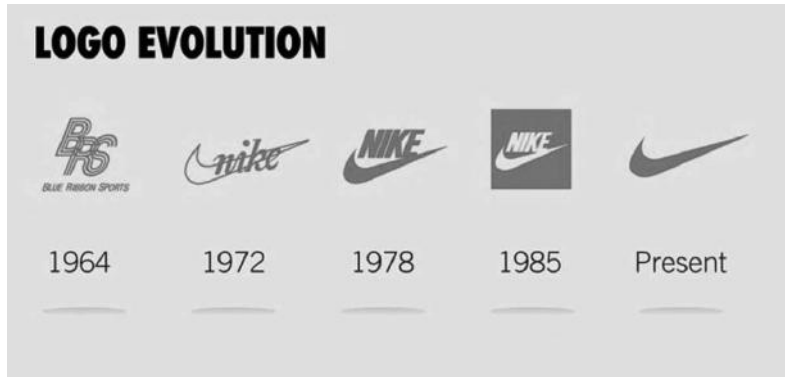 LOGO EVOLUTION
BRS
BLUE RIBBON SPORTS
nike
NIKE
NIKE
1964
1972
1978
1985
Present